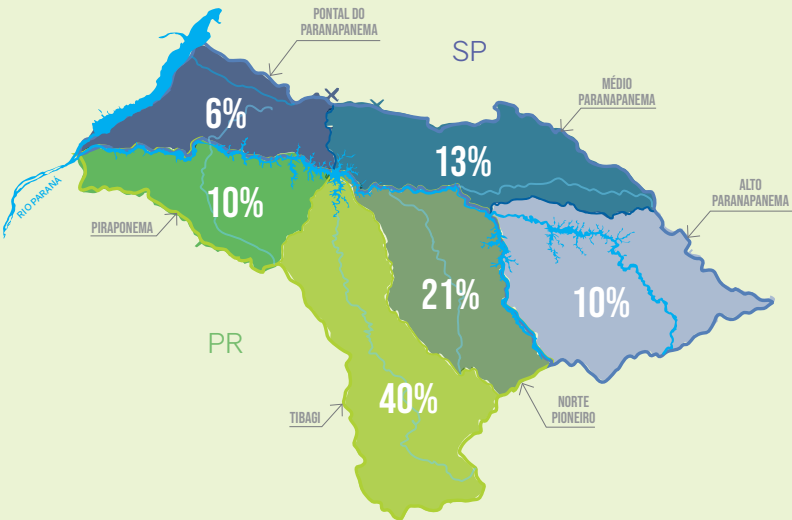 PONTAL DO
PARANAPANEMA
SP
MÉDIO
PARANAPANEMA
6%
13%
ALTO
PARANAPANEMA
RIO PARANÁ
10%
PIRAPONEMA
21%
10%
PR
40%
TIBAGI
NORTE
PIONEIRO